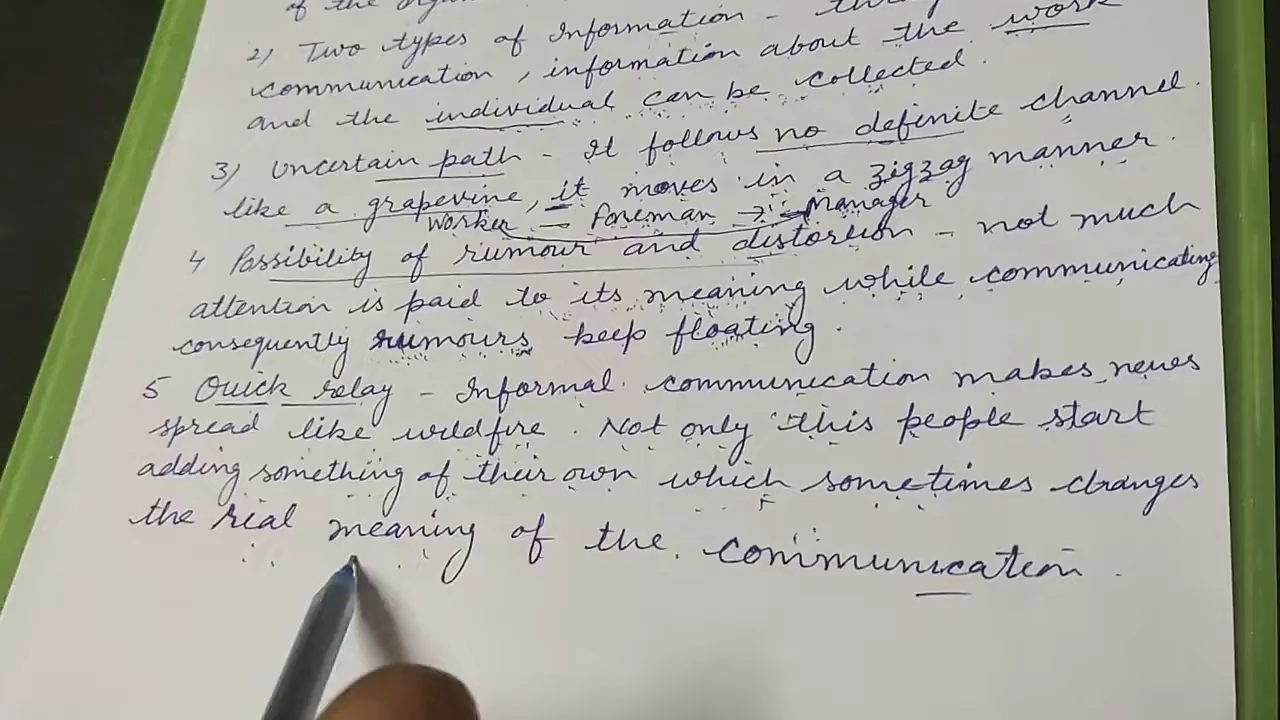 of the
2) Two types of Information -
communication, information about the work
and the individual can be collected.
3) Uncertain path - It follows no definite channel.
like a grapevine, it moves in a zigzag manner.
Worker — Foreman → Manager
4 Possibility of rumour and distortion - not much
attention is paid to its meaning while communicating
consequently rumours keep floating.
5 Quick relay - Informal communication makes news
spread like wildfire. Not only this people start
adding something of their own which sometimes changes
the real meaning of the communication.